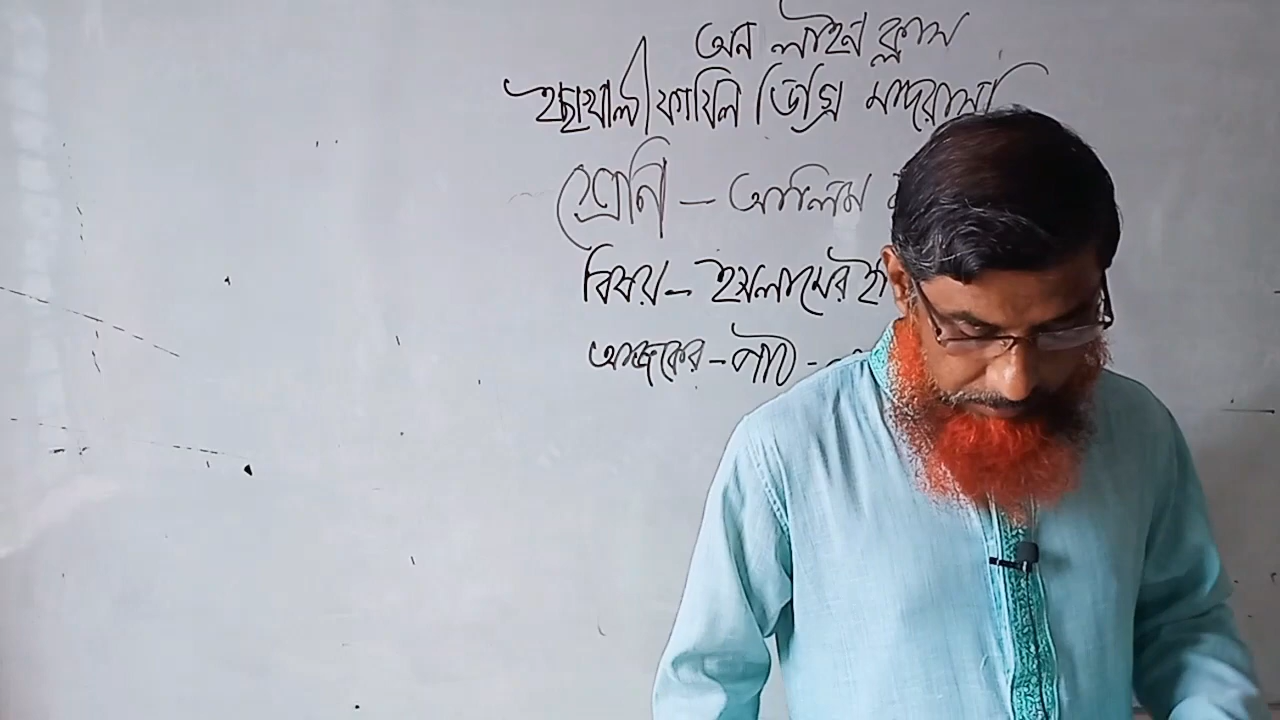 অন লাইন ক্লাস
ইছাখালী ফাযিল ডিগ্রি মাদরাসা
শ্রেণি - আলিম
বিষয় - ইসলামের ই
আজকের - পাঠ -